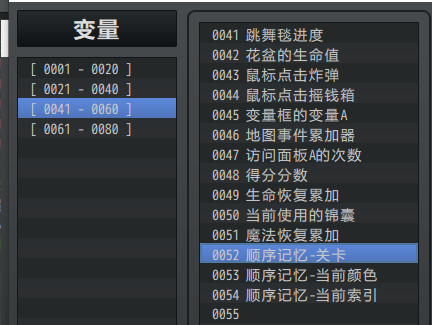 变量
[ 0001 - 0020 ]
[ 0021 - 0040 ]
[ 0041 - 0060 ]
[ 0061 - 0080 ]
0041 跳舞毯进度
0042 花盆的生命值
0043 鼠标点击炸弹
0044 鼠标点击摇钱箱
0045 变量框的变量A
0046 地图事件累加器
0047 访问面板A的次数
0048 得分分数
0049 生命恢复累加
0050 当前使用的锦囊
0051 魔法恢复累加
0052 顺序记忆-关卡
0053 顺序记忆-当前颜色
0054 顺序记忆-当前索引
0055